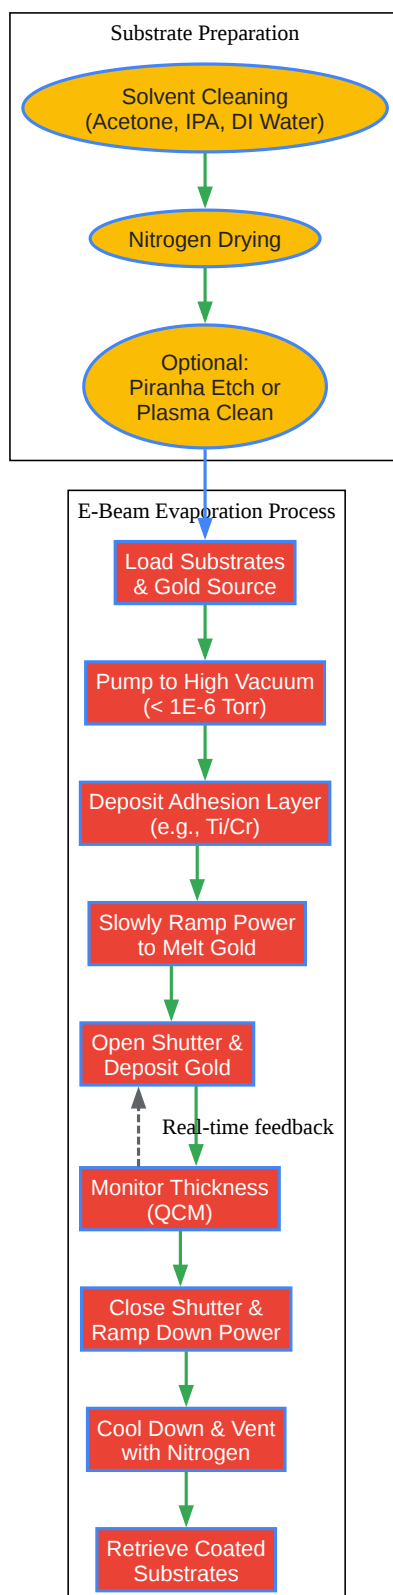 Substrate Preparation
Solvent Cleaning
(Acetone, IPA, DI Water)
Nitrogen Drying
Optional:
Piranha Etch or
Plasma Clean
E-Beam Evaporation Process
Load Substrates
& Gold Source
Pump to High Vacuum
(< 1E-6 Torr)
Deposit Adhesion Layer
(e.g., Ti/Cr)
Slowly Ramp Power
to Melt Gold
Open Shutter &
Deposit Gold
Real-time feedback
Monitor Thickness
(QCM)
Close Shutter &
Ramp Down Power
Cool Down & Vent
with Nitrogen
Retrieve Coated
Substrates